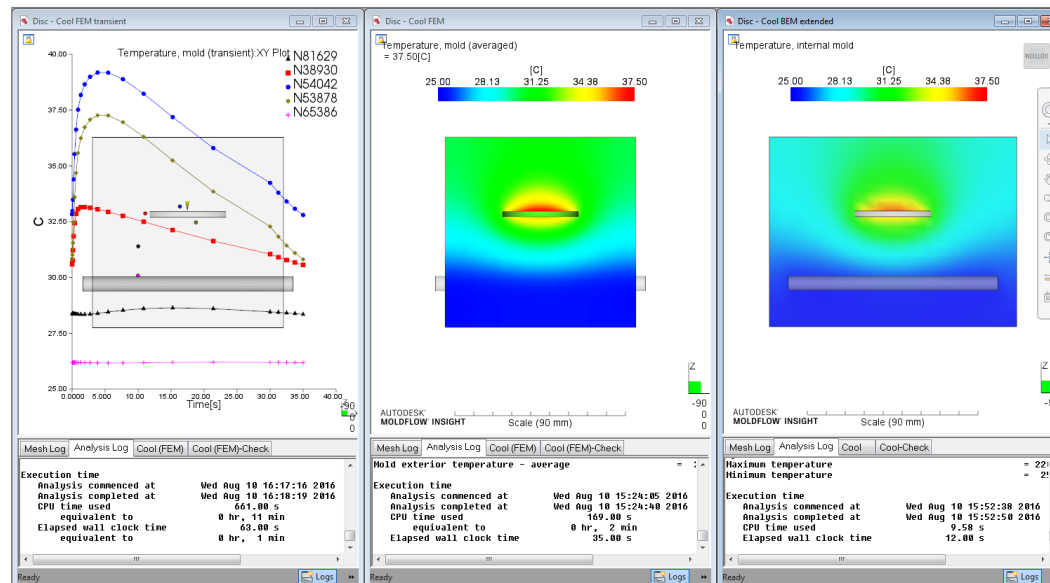 Disc - Cool FEM transient
Temperature, mold (transient):XY Plot
N81629
N38930
N54042
N53878
N65386
40.00
37.50
35.00
32.50
30.00
27.50
25.00
C
0.0000 5.000 10.00 15.00 20.00 25.00 30.00 35.00 40.00
Time[s]
-90
0
0
Mesh Log Analysis Log Cool (FEM) Cool (FEM)-Check
Execution time
Analysis commenced at Wed Aug 10 16:17:16 2016
Analysis completed at Wed Aug 10 16:18:19 2016
CPU time used 661.00 s
equivalent to 0 hr, 11 min
Elapsed wall clock time 63.00 s
equivalent to 0 hr, 1 min
Ready Logs
Disc - Cool FEM
Temperature, mold (averaged)
= 37.50[C]
[C]
25.00 28.13 31.25 34.38 37.50
Z
-90
0
0
AUTODESK
MOLDFLOW INSIGHT
Scale (90 mm)
Mesh Log Analysis Log Cool (FEM) Cool (FEM)-Check
Mold exterior temperature - average =
Execution time
Analysis commenced at Wed Aug 10 15:24:05 2016
Analysis completed at Wed Aug 10 15:24:40 2016
CPU time used 169.00 s
equivalent to 0 hr, 2 min
Elapsed wall clock time 35.00 s
Ready Logs
Disc - Cool BEM extended
Temperature, internal mold
[C]
25.00 28.13 31.25 34.38 37.50
BOTTOM
Z
AUTODESK
MOLDFLOW INSIGHT
Scale (90 mm)
Mesh Log Analysis Log Cool Cool-Check
Maximum temperature = 22
Minimum temperature = 2
Execution time
Analysis commenced at Wed Aug 10 15:52:38 2016
Analysis completed at Wed Aug 10 15:52:50 2016
CPU time used 9.58 s
Elapsed wall clock time 12.00 s
Ready Logs